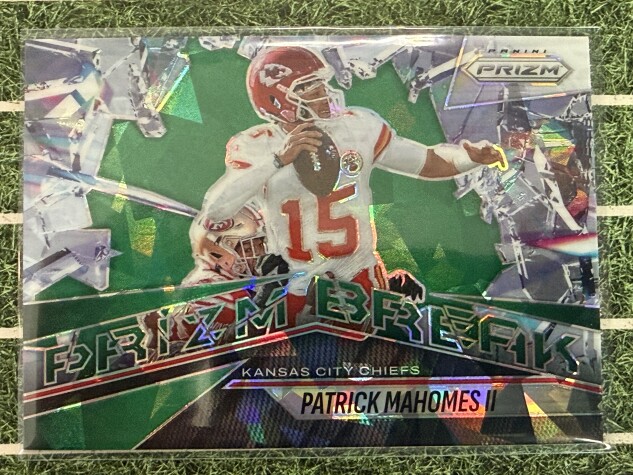 PANINI
PRIZM
15
PRIZM BREAK
KANSAS CITY CHIEFS
PATRICK MAHOMES II